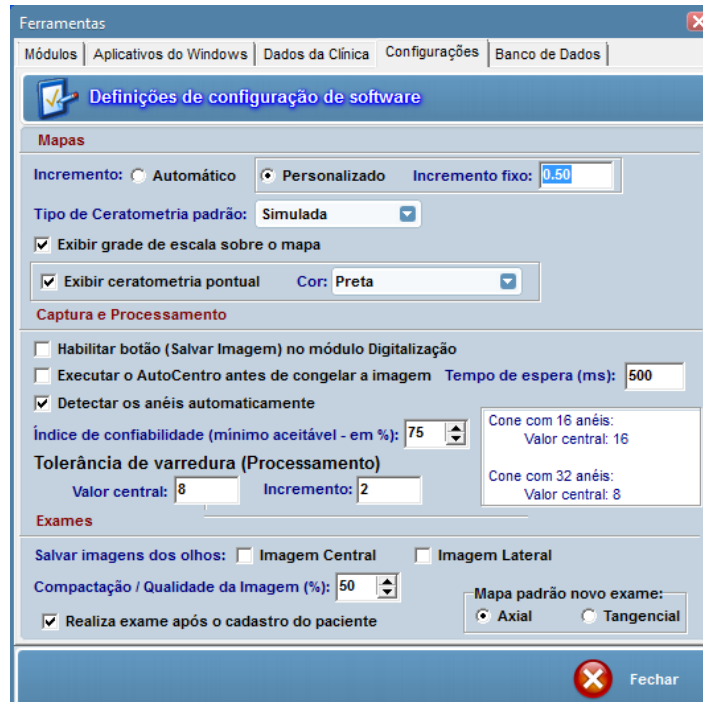 Ferramentas
Módulos Aplicativos do Windows Dados da Clínica Configurações Banco de Dados
Definições de configuração de software
Mapas
Incremento: Automático Personalizado Incremento fixo: 0.50
Tipo de Ceratometria padrão: Simulada
Exibir grade de escala sobre o mapa
Exibir ceratometria pontual Cor: Preta
Captura e Processamento
Habilitar botão (Salvar Imagem) no módulo Digitalização
Executar o AutoCentro antes de congelar a imagem Tempo de espera (ms): 500
Detectar os anéis automaticamente
Índice de confiabilidade (mínimo aceitável - em %): 75
Cone com 16 anéis:
Valor central: 16
Cone com 32 anéis:
Valor central: 8
Tolerância de varredura (Processamento)
Valor central: 8 Incremento: 2
Exames
Salvar imagens dos olhos: Imagem Central Imagem Lateral
Compactação / Qualidade da Imagem (%): 50
Mapa padrão novo exame:
Axial Tangencial
Realiza exame após o cadastro do paciente
Fechar